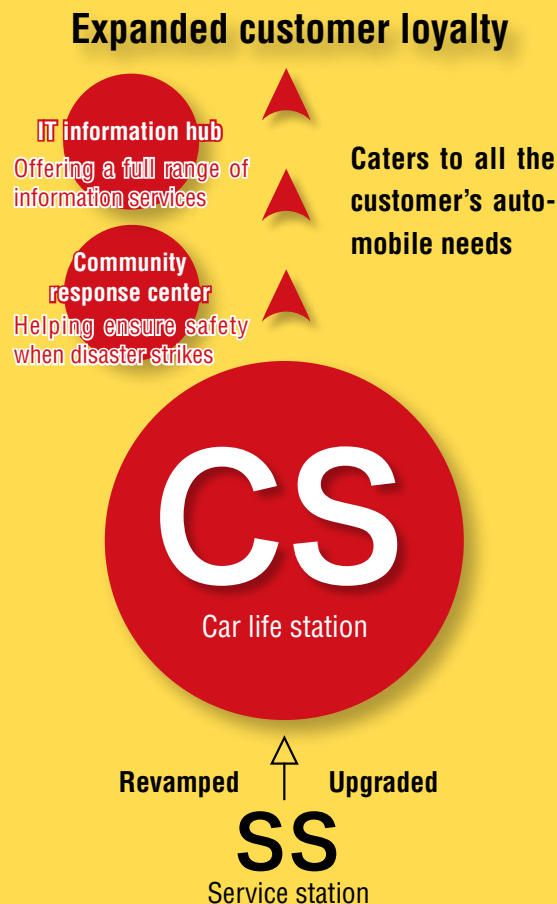 Expanded customer loyalty
IT information hub
Offering a full range of
information services
Caters to all the
customer's auto-
mobile needs
Community
response center
Helping ensure safety
when disaster strikes
CS
Car life station
Revamped Upgraded
SS
Service station